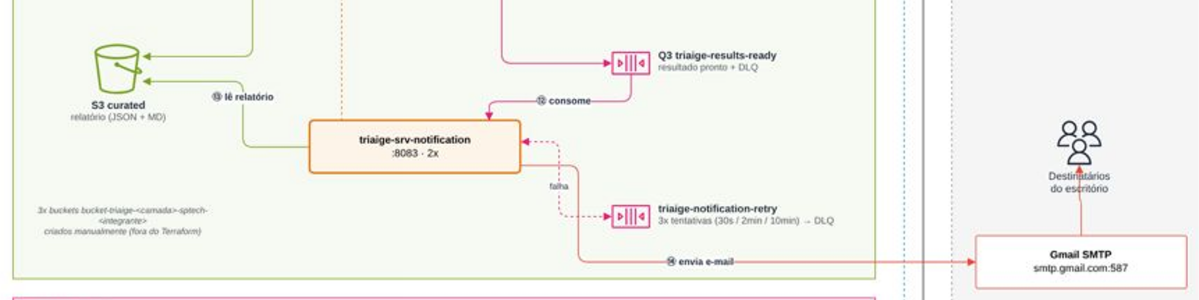 Q3 triaige-results-ready
resultado pronto + DLQ
⑬ lê relatório
⑫ consome
S3 curated
relatório (JSON + MD)
triaige-srv-notification
:8083 · 2x
Destinatários
do escritório
falha
3x buckets bucket-triaige-<camada>-sptech-
<integrante>
criados manualmente (fora do Terraform)
triaige-notification-retry
3x tentativas (30s / 2min / 10min) → DLQ
⑭ envia e-mail
Gmail SMTP
smtp.gmail.com:587